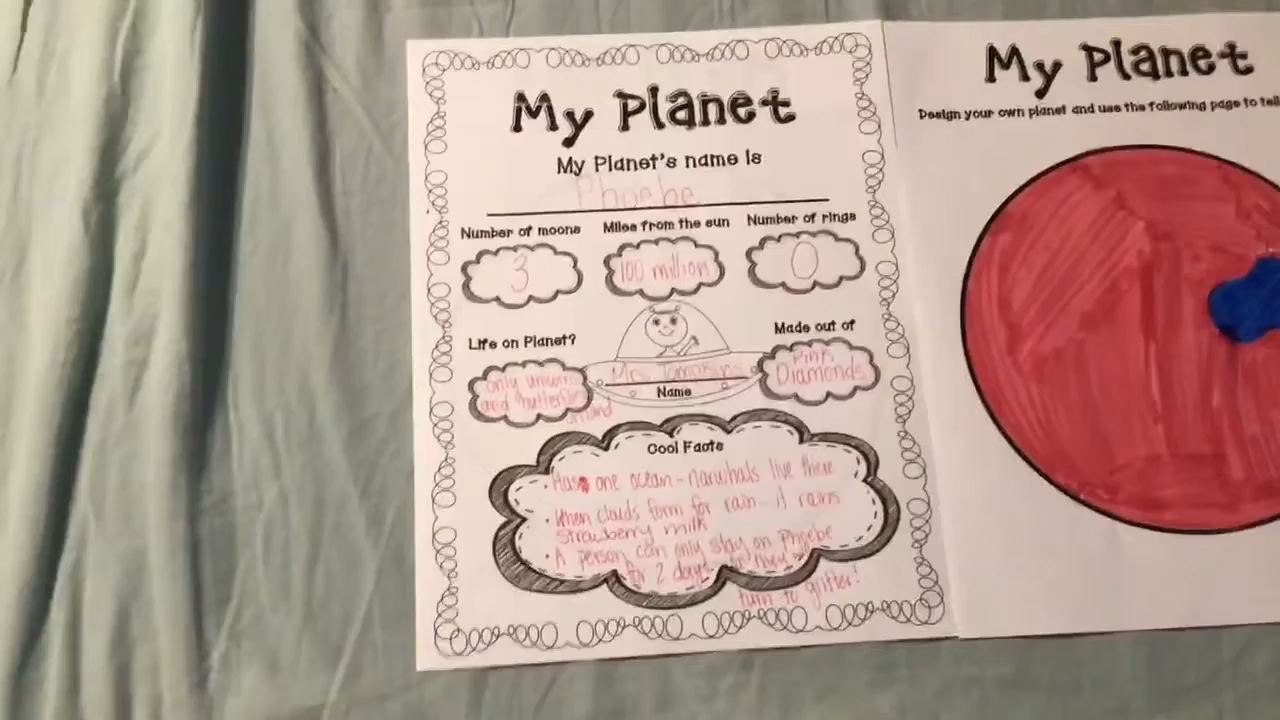 My Planet
My Planet's name is
Phoebe
Number of moons
Miles from the sun
Number of rings
3
100 million
0
Life on Planet?
Made out of
only
and butterflies
Mrs.
Name
Pink
Diamonds
Cool Facts
• Has one ocean - narwhals live there
• When clouds form for rain - it rains
strawberry milk
• A person can only stay on Phoebe
for 2 days or they
turn to glitter!
My Planet
Design your own planet and use the following page to tell